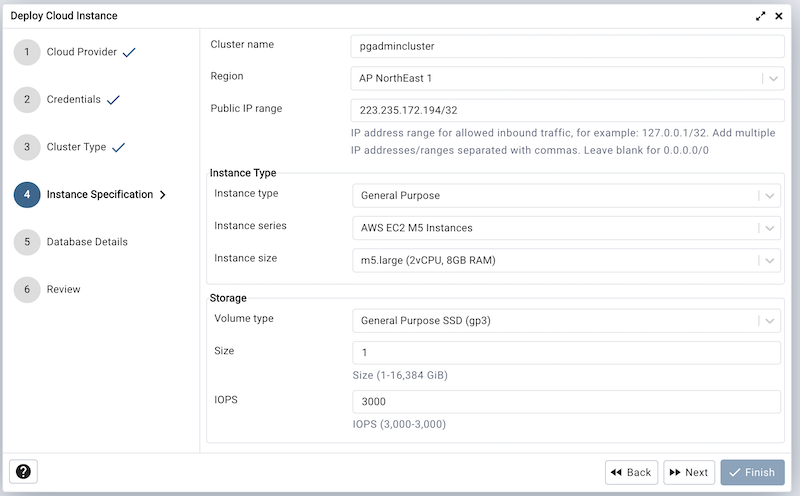 Deploy Cloud Instance
1 Cloud Provider
2 Credentials
3 Cluster Type
4 Instance Specification
5 Database Details
6 Review
Cluster name pgadmincluster
Region AP NorthEast 1
Public IP range 223.235.172.194/32
IP address range for allowed inbound traffic, for example: 127.0.0.1/32. Add multiple
IP addresses/ranges separated with commas. Leave blank for 0.0.0.0/0
Instance Type
Instance type General Purpose
Instance series AWS EC2 M5 Instances
Instance size m5.large (2vCPU, 8GB RAM)
Storage
Volume type General Purpose SSD (gp3)
Size 1
Size (1-16,384 GiB)
IOPS 3000
IOPS (3,000-3,000)
? Back Next Finish